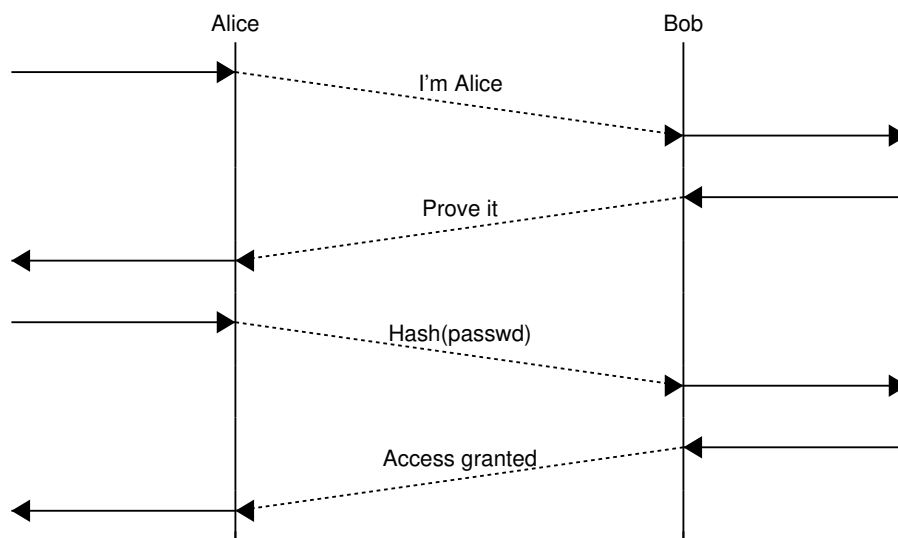 Alice
Bob
I'm Alice
Prove it
Hash(passwd)
Access granted